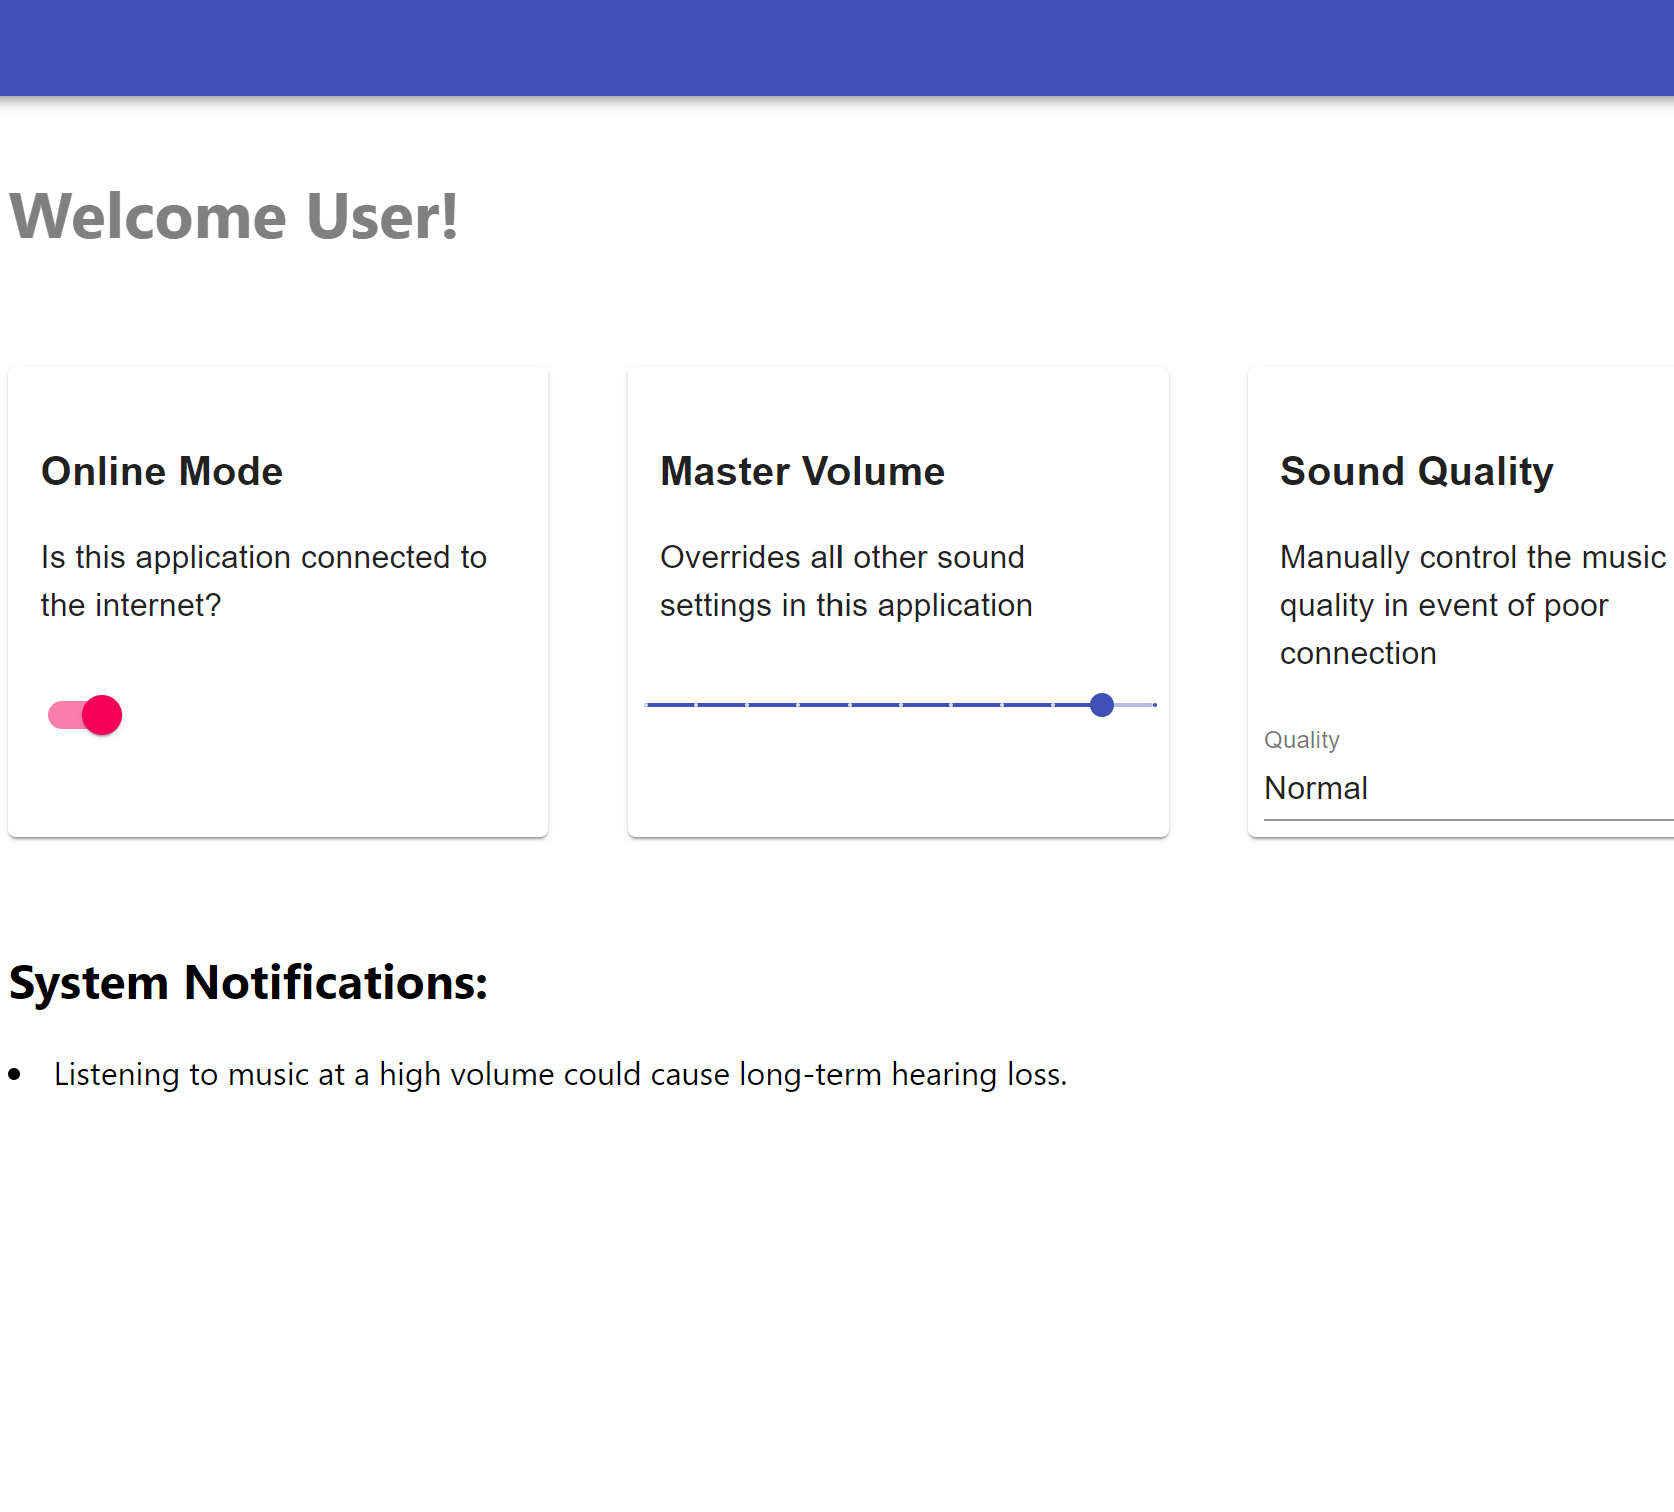 Welcome User!
Online Mode
Is this application connected to
the internet?
Master Volume
Overrides all other sound
settings in this application
Sound Quality
Manually control the music
quality in event of poor
connection
Quality
Normal
System Notifications:
Listening to music at a high volume could cause long-term hearing loss.